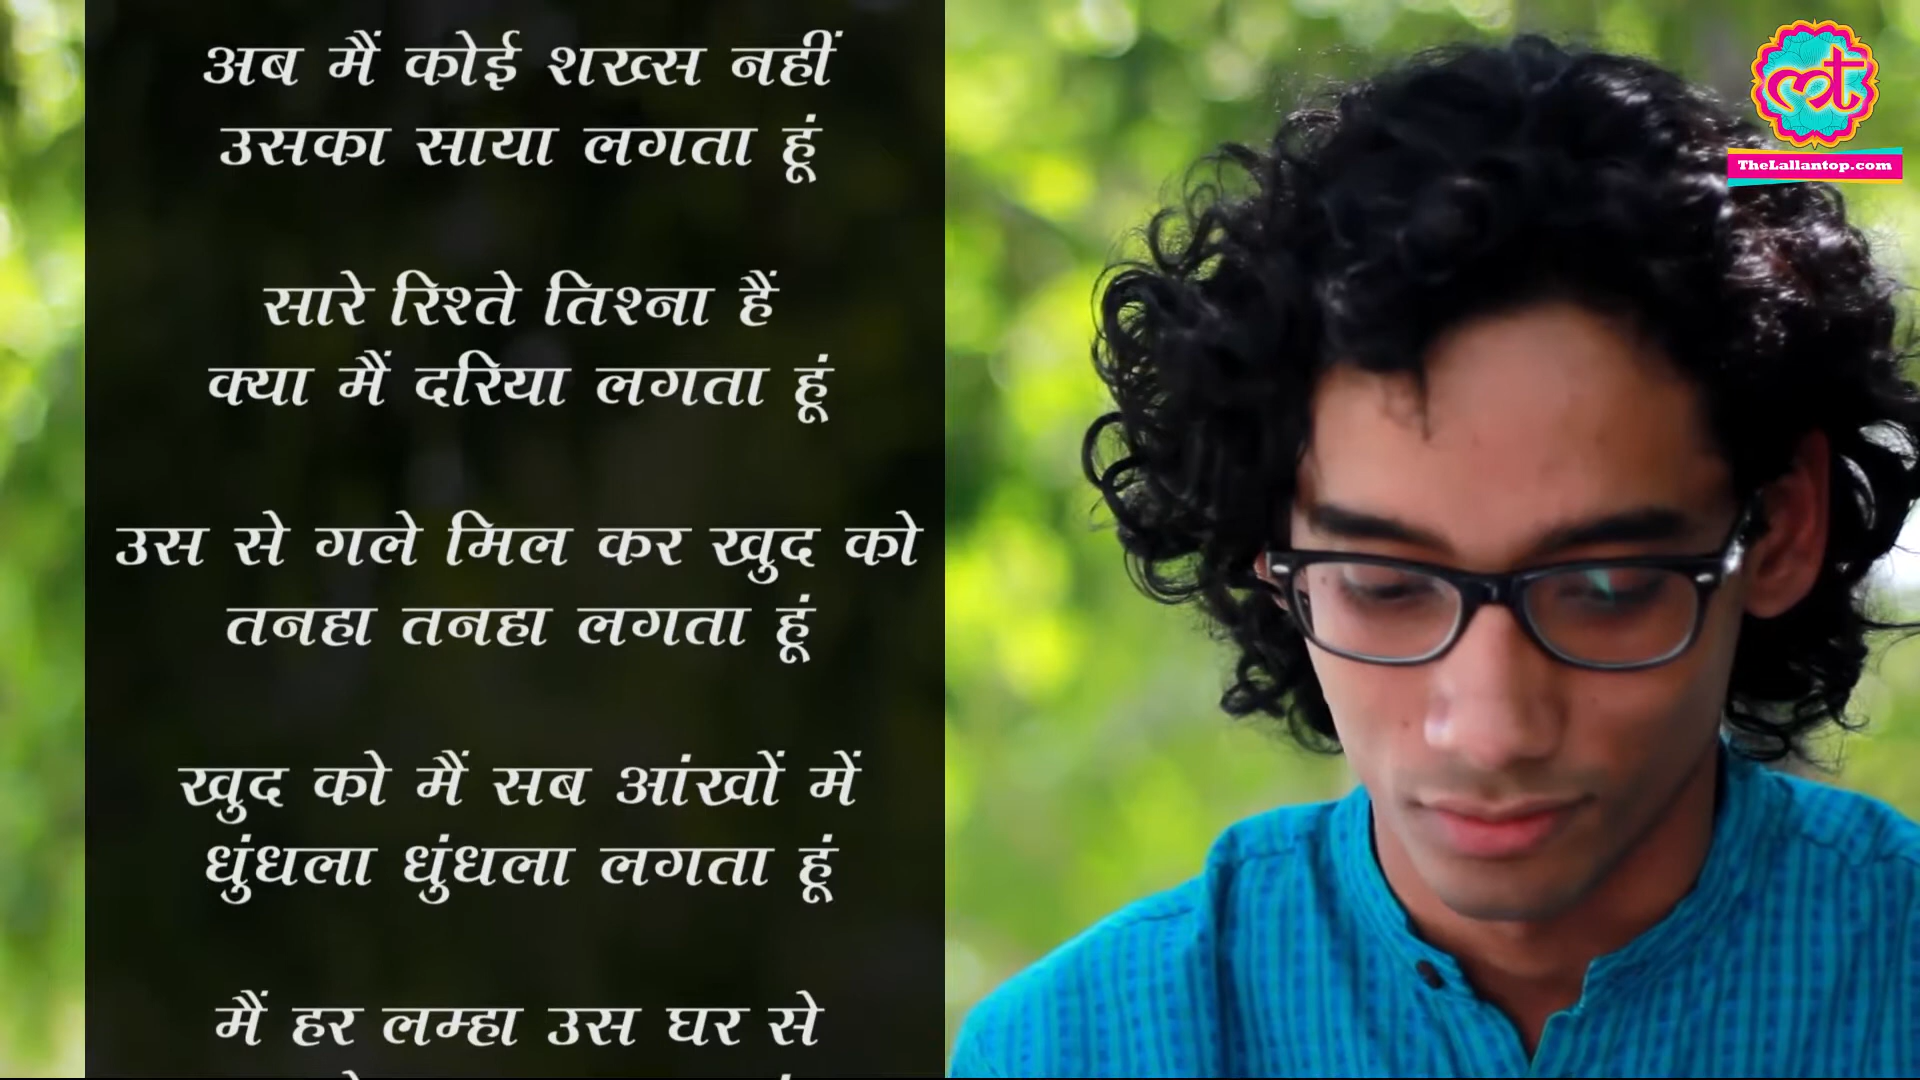 अब मैं कोई शख्स नहीं
उसका साया लगता हूं
सारे रिश्ते तिश्ना हैं
क्या मैं दरिया लगता हूं
उस से गले मिल कर खुद को
तनहा तनहा लगता हूं
खुद को मैं सब आंखों में
धुंधला धुंधला लगता हूं
मैं हर लम्हा उस घर से
TheLallantop.com